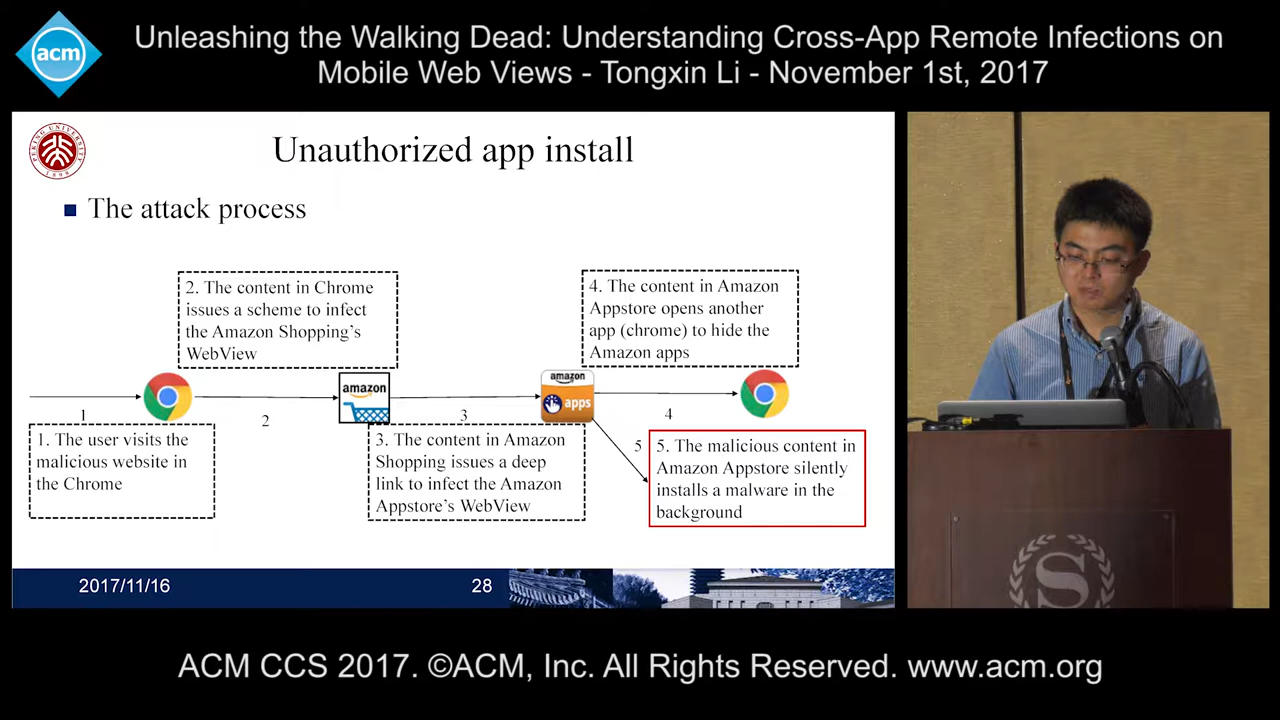 Unleashing the Walking Dead: Understanding Cross-App Remote Infections on
Mobile Web Views - Tongxin Li - November 1st, 2017
acm
PEKING UNIVERSITY
1898
Unauthorized app install
The attack process
2. The content in Chrome
issues a scheme to infect
the Amazon Shopping's
WebView
4. The content in Amazon
Appstore opens another
app (chrome) to hide the
Amazon apps
amazon
amazon
apps
1
2
3
4
5
1. The user visits the
malicious website in
the Chrome
3. The content in Amazon
Shopping issues a deep
link to infect the Amazon
Appstore's WebView
5. The malicious content in
Amazon Appstore silently
installs a malware in the
background
2017/11/16
28
S
ACM CCS 2017. ©ACM, Inc. All Rights Reserved. www.acm.org